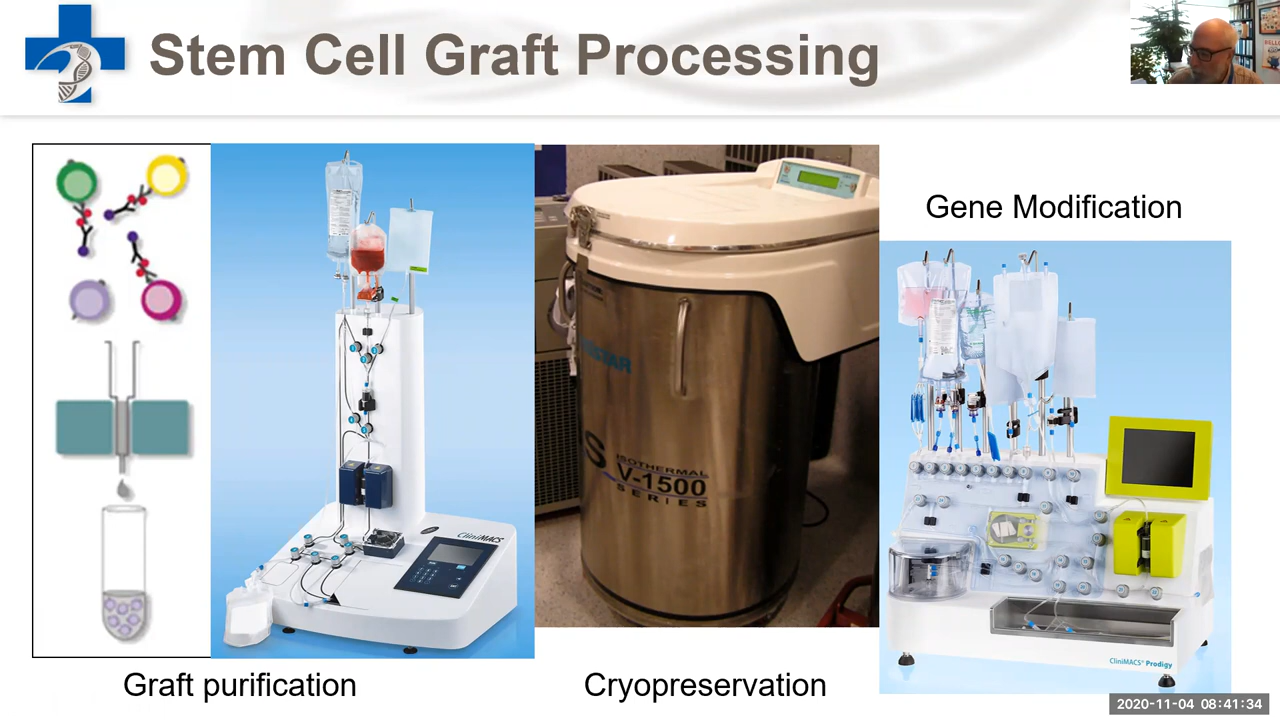 Stem Cell Graft Processing
Gene Modification
ISOTHERMAL
V-1500
SERIES
CliniMACS
CliniMACS® Prodigy
Graft purification
Cryopreservation
2020-11-04 08:41:34